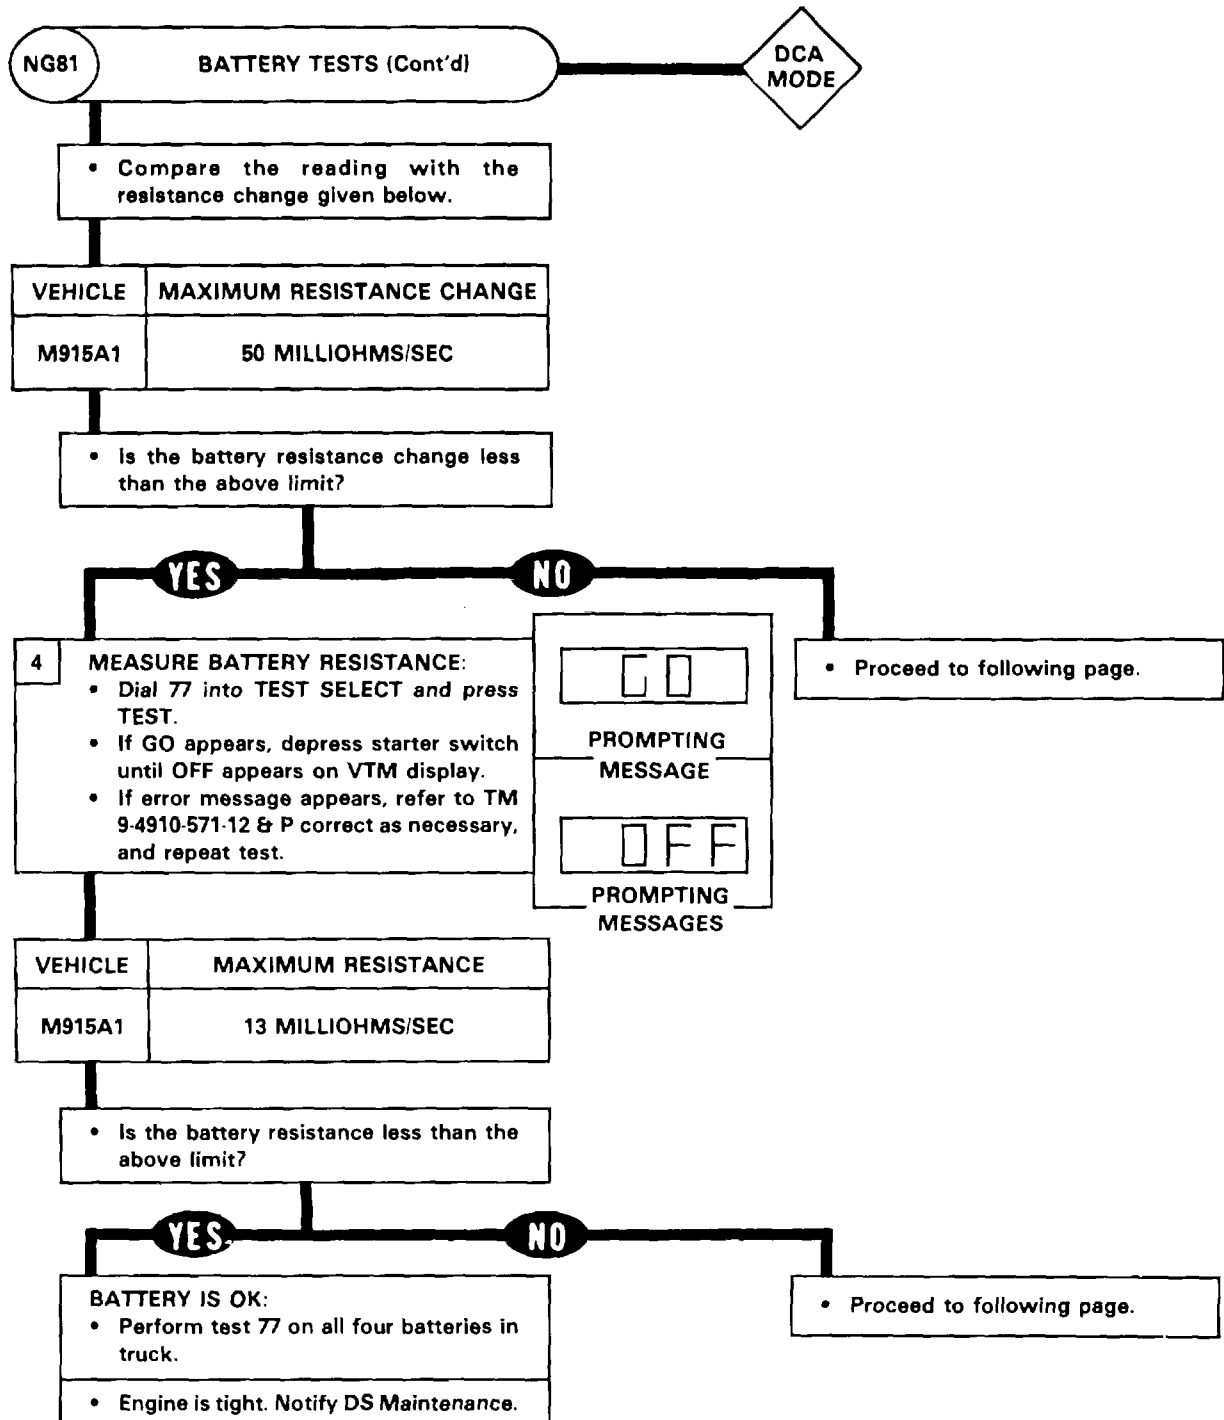 NG81
BATTERY TESTS (Cont'd)
DCA
MODE
• Compare the reading with the
resistance change given below.
VEHICLE
MAXIMUM RESISTANCE CHANGE
M915A1
50 MILLIOHMS/SEC
• Is the battery resistance change less
than the above limit?
YES
NO
4
MEASURE BATTERY RESISTANCE:
• Dial 77 into TEST SELECT and press
TEST.
• If GO appears, depress starter switch
until OFF appears on VTM display.
• If error message appears, refer to TM
9-4910-571-12 & P correct as necessary,
and repeat test.
GO
PROMPTING
MESSAGE
OFF
PROMPTING
MESSAGES
• Proceed to following page.
VEHICLE
MAXIMUM RESISTANCE
M915A1
13 MILLIOHMS/SEC
• Is the battery resistance less than the
above limit?
YES
NO
BATTERY IS OK:
• Perform test 77 on all four batteries in
truck.
• Engine is tight. Notify DS Maintenance.
• Proceed to following page.